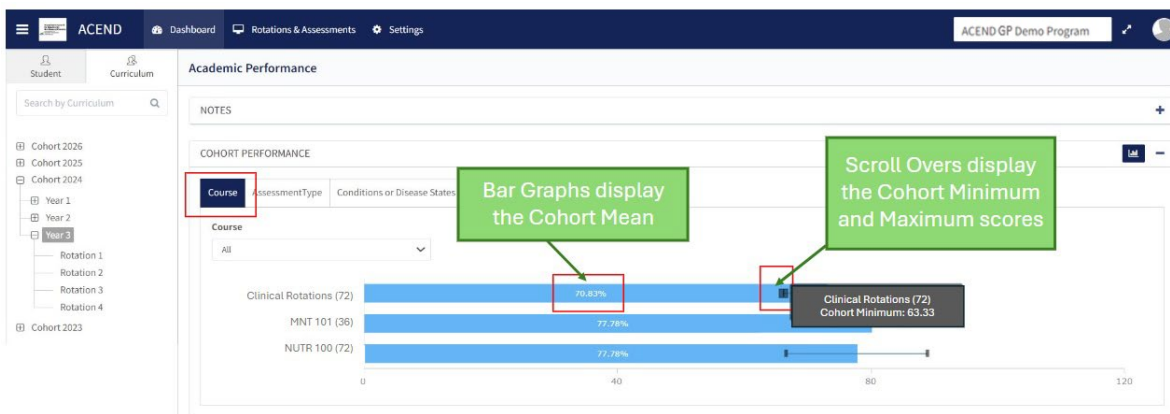 ACEND
Dashboard
Rotations & Assessments
Settings
ACEND GP Demo Program
Student
Curriculum
Academic Performance
Search by Curriculum
NOTES
Cohort 2026
Cohort 2025
Cohort 2024
Year 1
Year 2
Year 3
Rotation 1
Rotation 2
Rotation 3
Rotation 4
Cohort 2023
COHORT PERFORMANCE
Course
AssessmentType
Conditions or Disease States
Bar Graphs display
the Cohort Mean
Scroll Overs display
the Cohort Minimum
and Maximum scores
Course
All
Clinical Rotations (72)
70.83%
Clinical Rotations (72)
Cohort Minimum: 63.33
MNT 101 (36)
77.78%
NUTR 100 (72)
77.78%
0
40
80
120